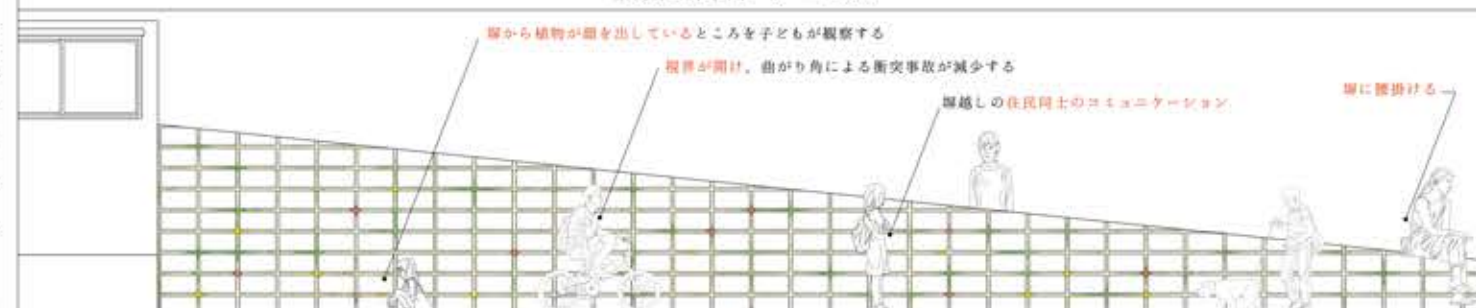 塀から植物が顔を出しているところを子どもが観察する
視界が開け、曲がり角による衝突事故が減少する
塀越しの住民同士のコミュニケーション
塀に腰掛ける